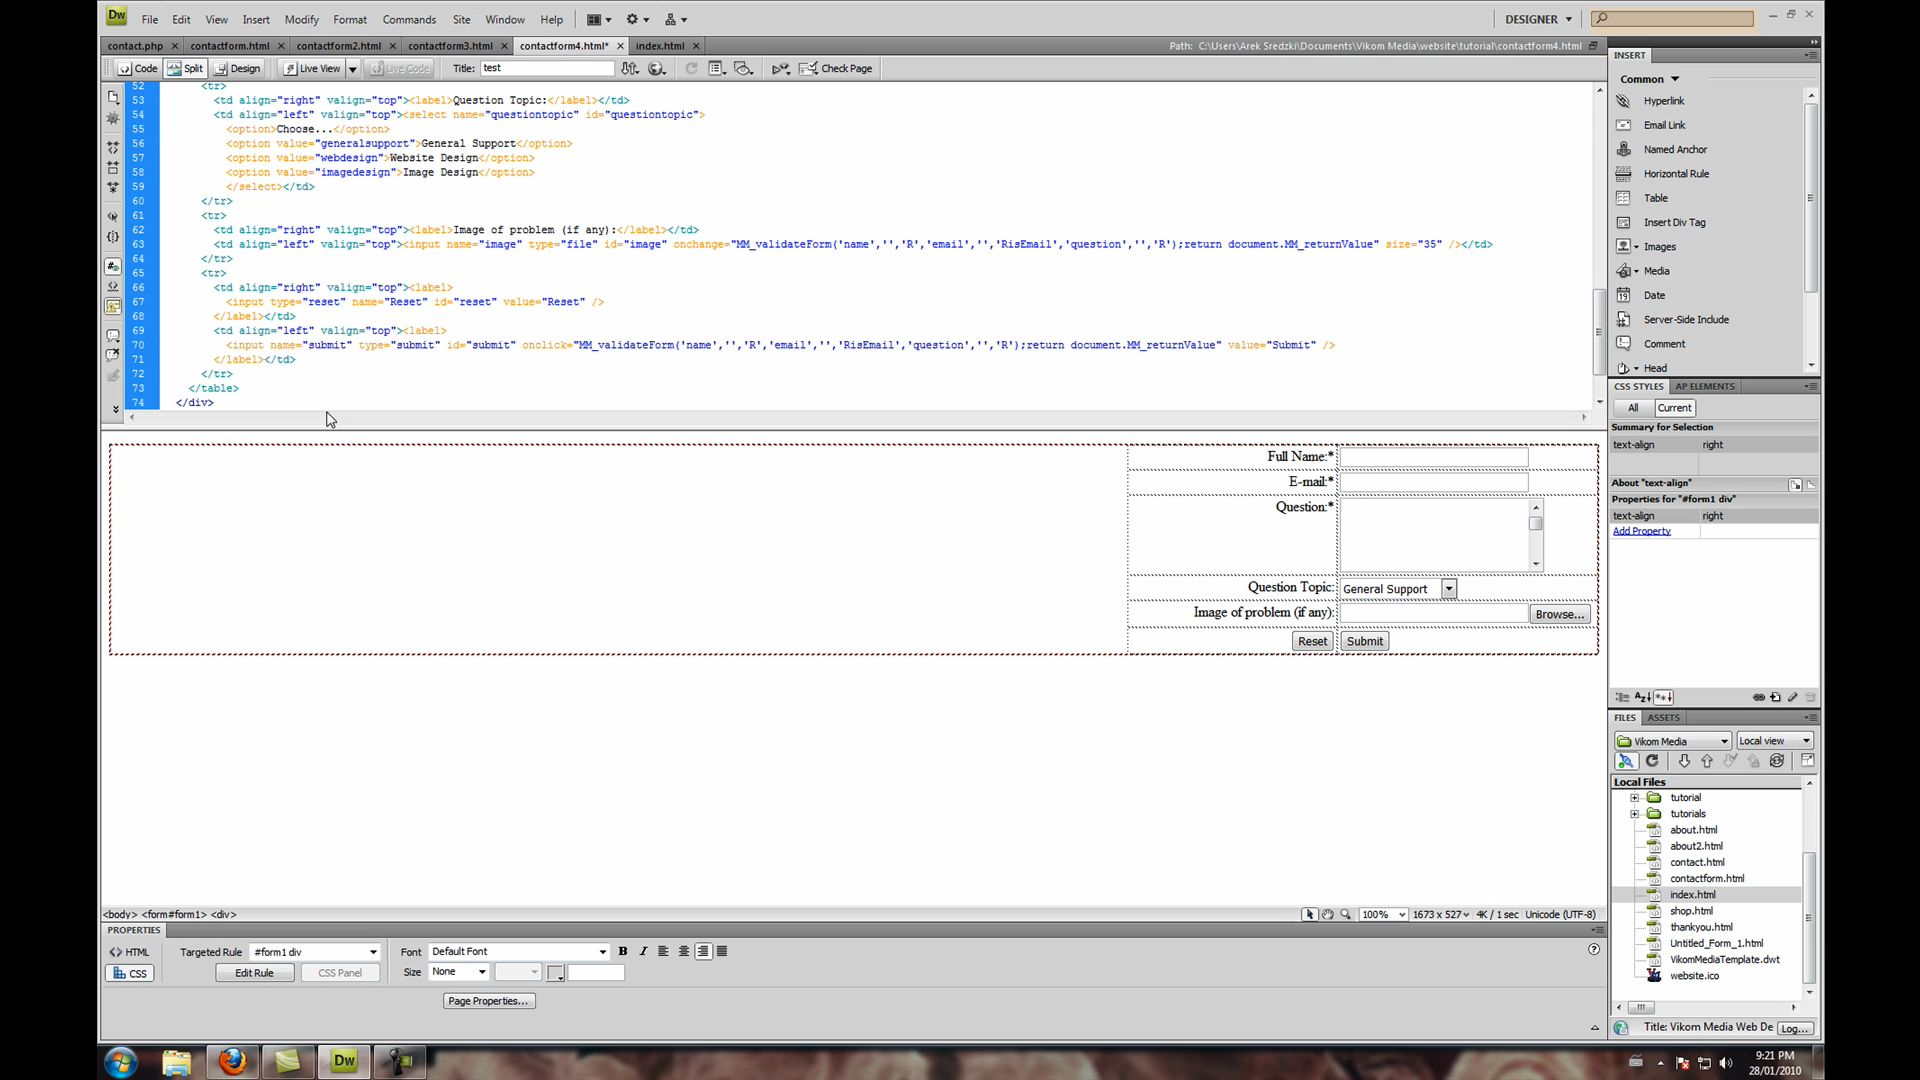 Dw File Edit View Insert Modify Format Commands Site Window Help DESIGNER
contact.php contactform.html contactform2.html contactform3.html contactform4.html* index.html Path: C:\Users\Arek Sredzki\Documents\Vikom Media\website\tutorial\contactform4.html
Code Split Design Live View Live Code Title: test Check Page
52 <tr>
53 <td align="right" valign="top"><label>Question Topic:</label></td>
54 <td align="left" valign="top"><select name="questiontopic" id="questiontopic">
55 <option>Choose...</option>
56 <option value="generalsupport">General Support</option>
57 <option value="webdesign">Website Design</option>
58 <option value="imagedesign">Image Design</option>
59 </select></td>
60 </tr>
61 <tr>
62 <td align="right" valign="top"><label>Image of problem (if any):</label></td>
63 <td align="left" valign="top"><input name="image" type="file" id="image" onchange="MM_validateForm('name','','R','email','','RisEmail','question','','R');return document.MM_returnValue" size="35" /></td>
64 </tr>
65 <tr>
66 <td align="right" valign="top"><label>
67 <input type="reset" name="Reset" id="reset" value="Reset" />
68 </label></td>
69 <td align="left" valign="top"><label>
70 <input name="submit" type="submit" id="submit" onclick="MM_validateForm('name','','R','email','','RisEmail','question','','R');return document.MM_returnValue" value="Submit" />
71 </label></td>
72 </tr>
73 </table>
74 </div>
Full Name:*
E-mail:*
Question:*
Question Topic: General Support
Image of problem (if any): Browse...
Reset Submit
<body> <form#form1> <div> 100% 1673 x 527 4K / 1 sec Unicode (UTF-8)
PROPERTIES
HTML Targeted Rule #form1 div Font Default Font B I
CSS Edit Rule CSS Panel Size None
Page Properties...
INSERT
Common
Hyperlink
Email Link
Named Anchor
Horizontal Rule
Table
Insert Div Tag
Images
Media
19 Date
Server-Side Include
Comment
Head
CSS STYLES AP ELEMENTS
All Current
Summary for Selection
text-align right
About "text-align"
Properties for "#form1 div"
text-align right
Add Property
FILES ASSETS
Vikom Media Local view
Local Files
tutorial
tutorials
about.html
about2.html
contact.html
contactform.html
index.html
shop.html
thankyou.html
Untitled_Form_1.html
VikomMediaTemplate.dwt
website.ico
Title: Vikom Media Web De Log...
Dw
9:21 PM
28/01/2010